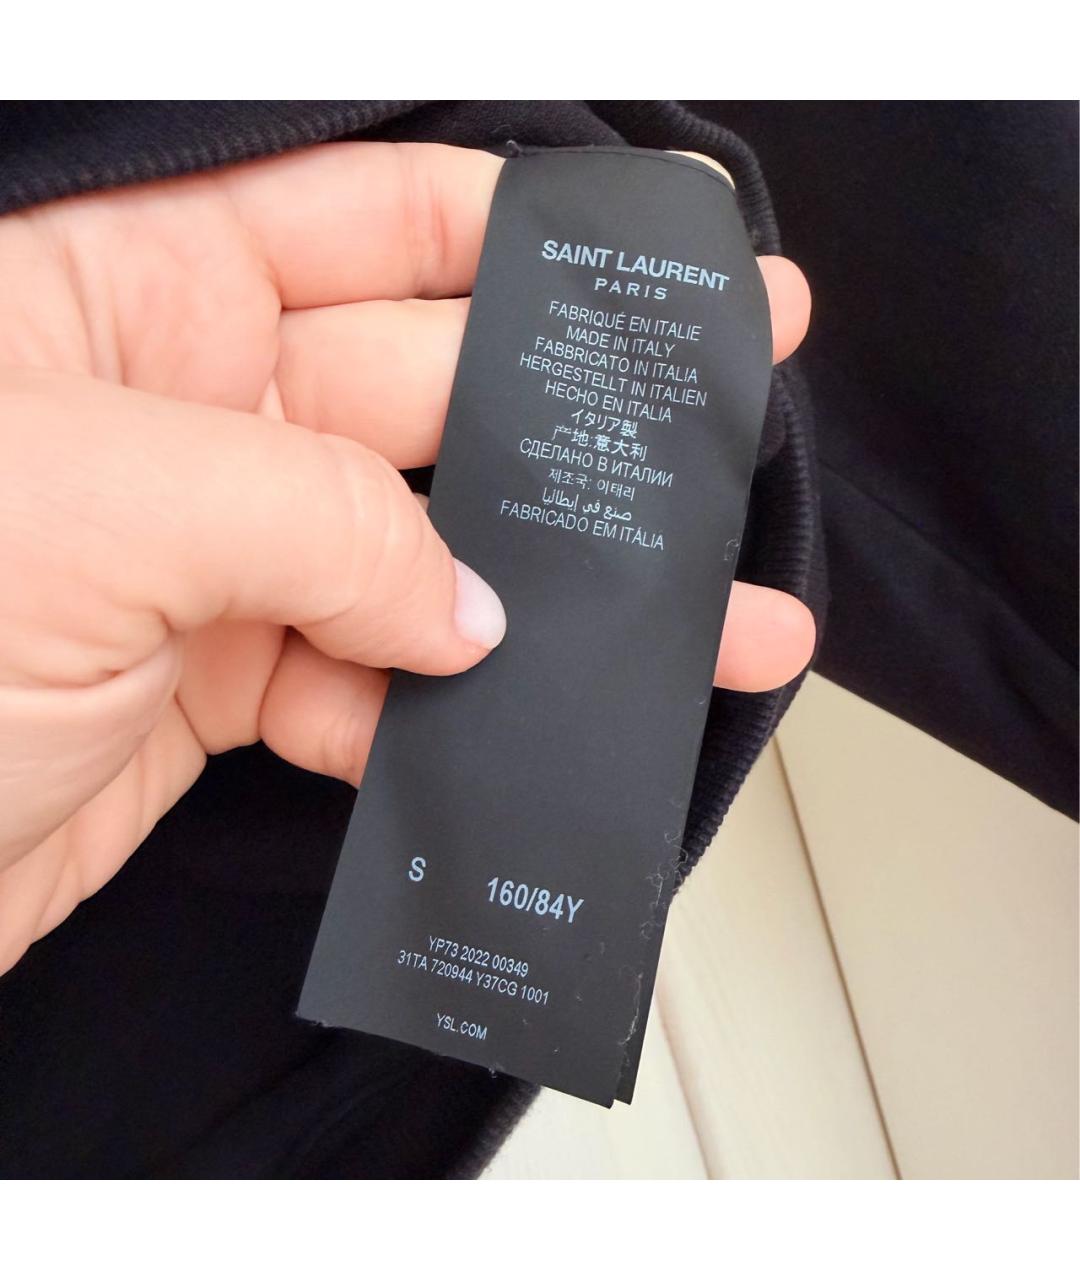 SAINT LAURENT
PARIS
FABRIQUÉ EN ITALIE
MADE IN ITALY
FABBRICATO IN ITALIA
HERGESTELLT IN ITALIEN
HECHO EN ITALIA
イタリア製
产地:意大利
СДЕЛАНО В ИТАЛИИ
제조국: 이태리
صنع في إيطاليا
FABRICADO EM ITÁLIA
S 160/84Y
YP73 2022 00349
31TA 720944 Y37CG 1001
YSL.COM